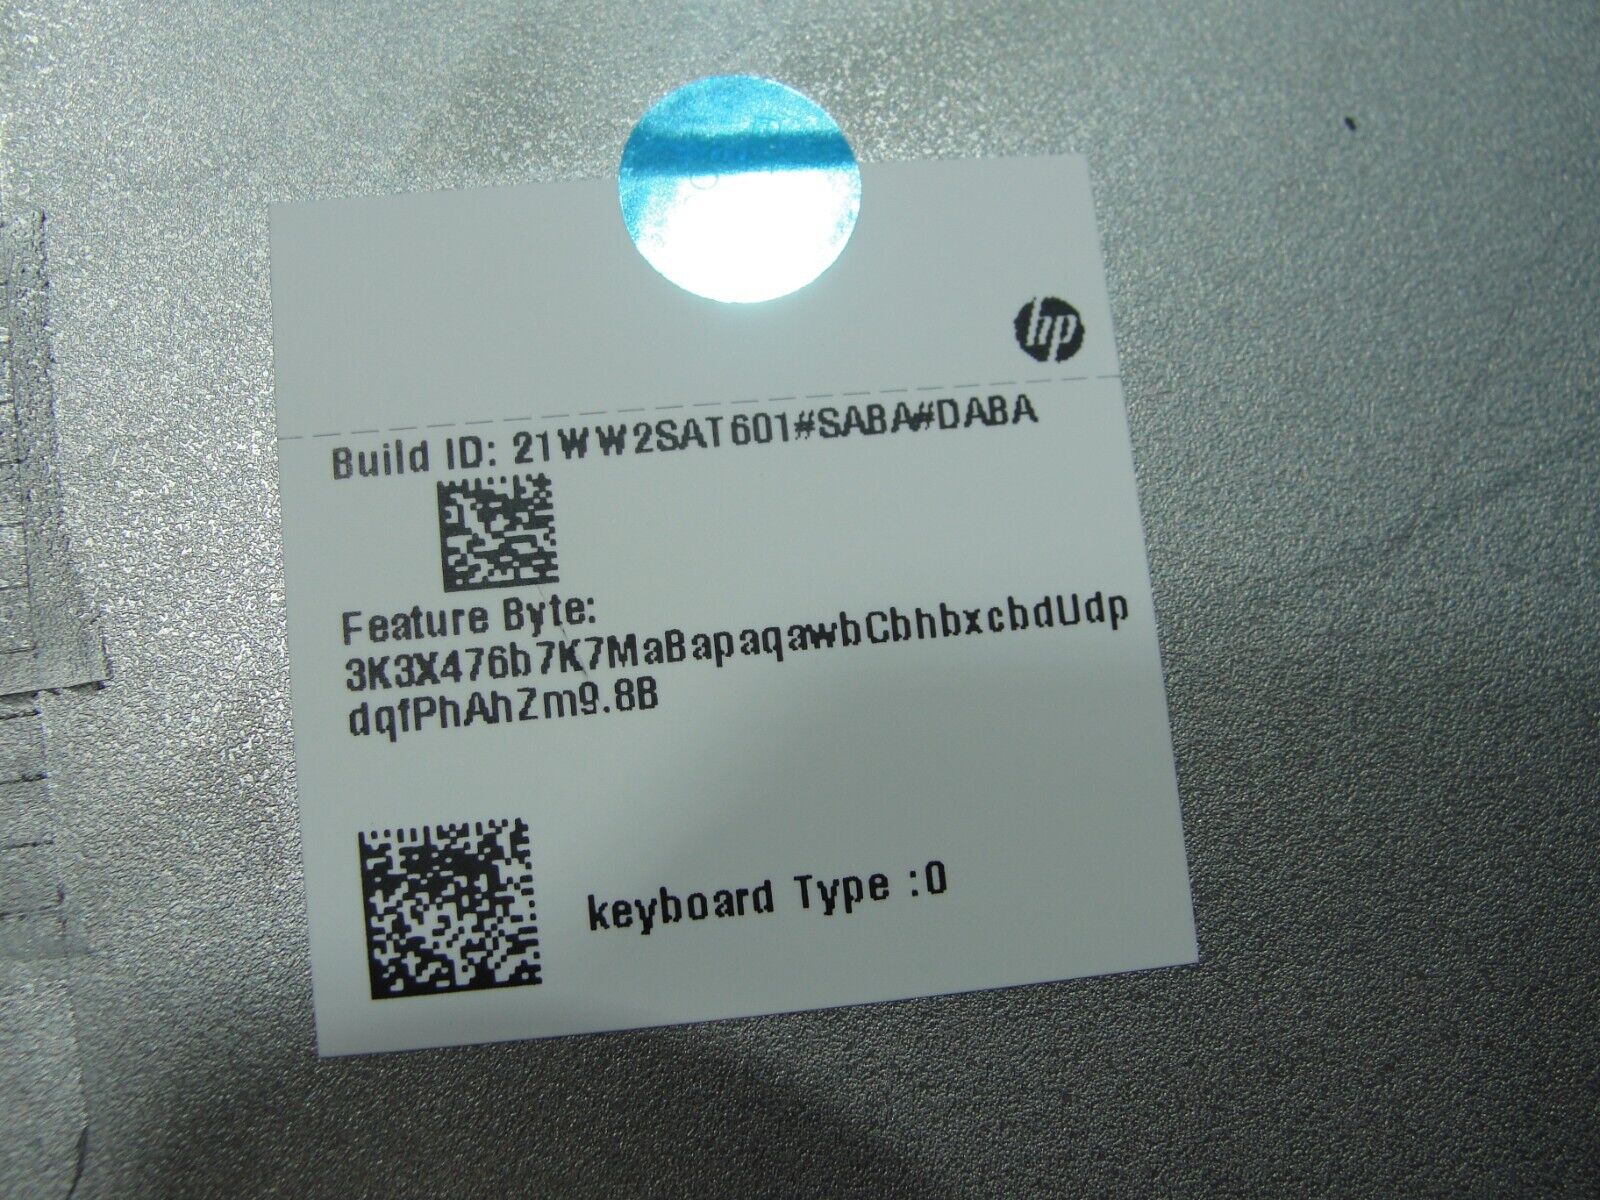 hp
Build ID: 21WW2SAT601#SABA#DABA
Feature Byte:
3K3X476b7K7MaBapaqawbCbhbxcbdUdp
dqfPhAhZm9.8B
keyboard Type :0